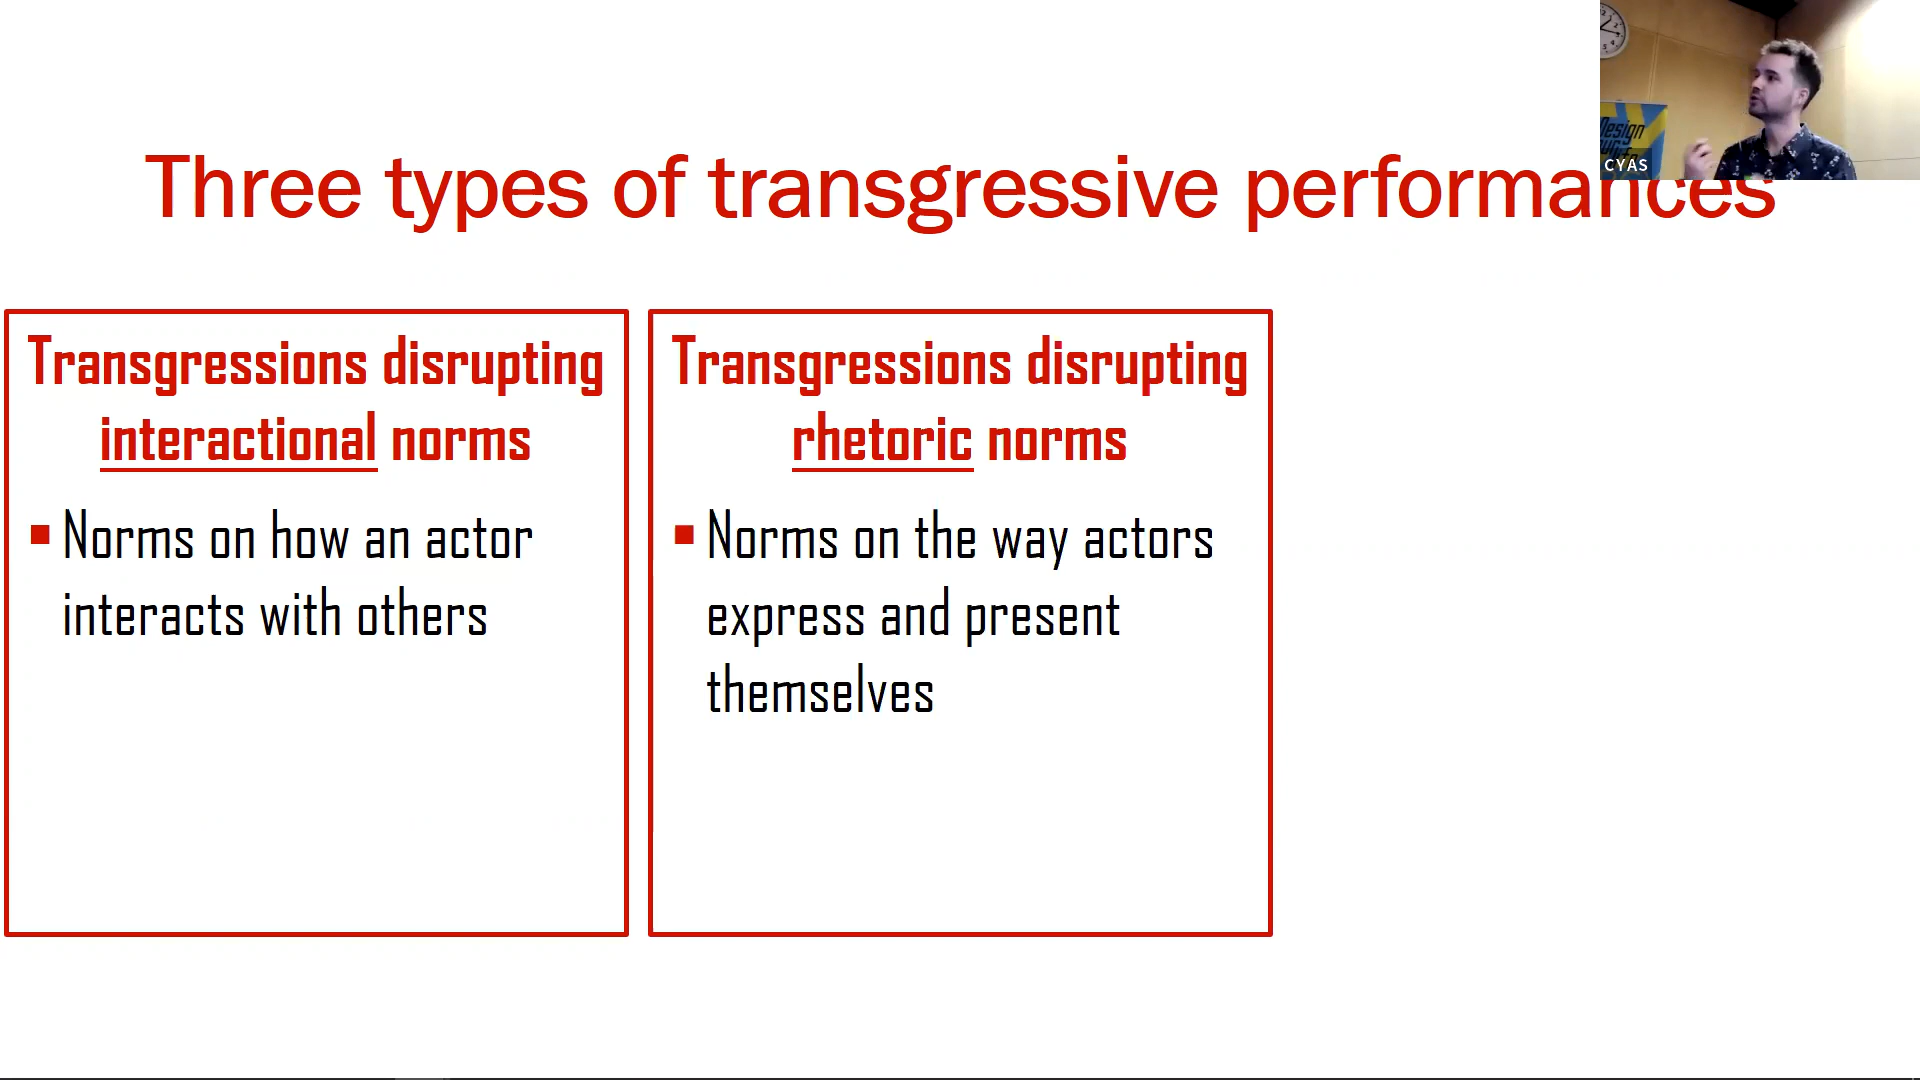 Three types of transgressive performances
Design
CYAS
Transgressions disrupting
interactional norms
▪ Norms on how an actor
interacts with others
Transgressions disrupting
rhetoric norms
▪ Norms on the way actors
express and present
themselves